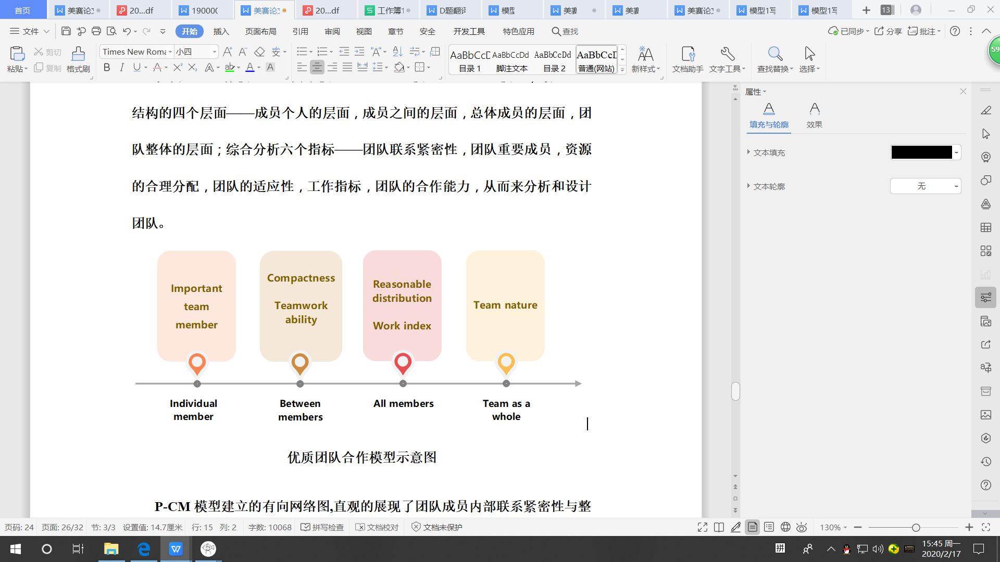 首页
美赛论文
20...df
190000
美赛论文
20...df
工作簿1
D题翻译
模型
美赛
美赛
美赛论文
模型1写
模型1写
13
文件
开始
插入
页面布局
引用
审阅
视图
章节
安全
开发工具
特色应用
查找
已同步
分享
批注
59
粘贴
剪切
复制
格式刷
Times New Roma
小四
AaBbCcD
AaBbCcDd
AaBbCcDd
AaBbCcD
目录 1
脚注文本
目录 2
普通(网站)
新样式
文档助手
文字工具
查找替换
选择
结构的四个层面——成员个人的层面，成员之间的层面，总体成员的层面，团
队整体的层面；综合分析六个指标——团队联系紧密性，团队重要成员，资源
的合理分配，团队的适应性，工作指标，团队的合作能力，从而来分析和设计
团队。
Important
team
member
Compactness
Teamwork
ability
Reasonable
distribution
Work index
Team nature
Individual
member
Between
members
All members
Team as a
whole
优质团队合作模型示意图
P-CM 模型建立的有向网络图,直观的展现了团队成员内部联系紧密性与整
属性
填充与轮廓
效果
文本填充
文本轮廓
无
页码: 24
页面: 26/32
节: 3/3
设置值: 14.7厘米
行: 15
列: 2
字数: 10068
拼写检查
文档校对
文档未保护
130%
拼
15:45 周一
2020/2/17